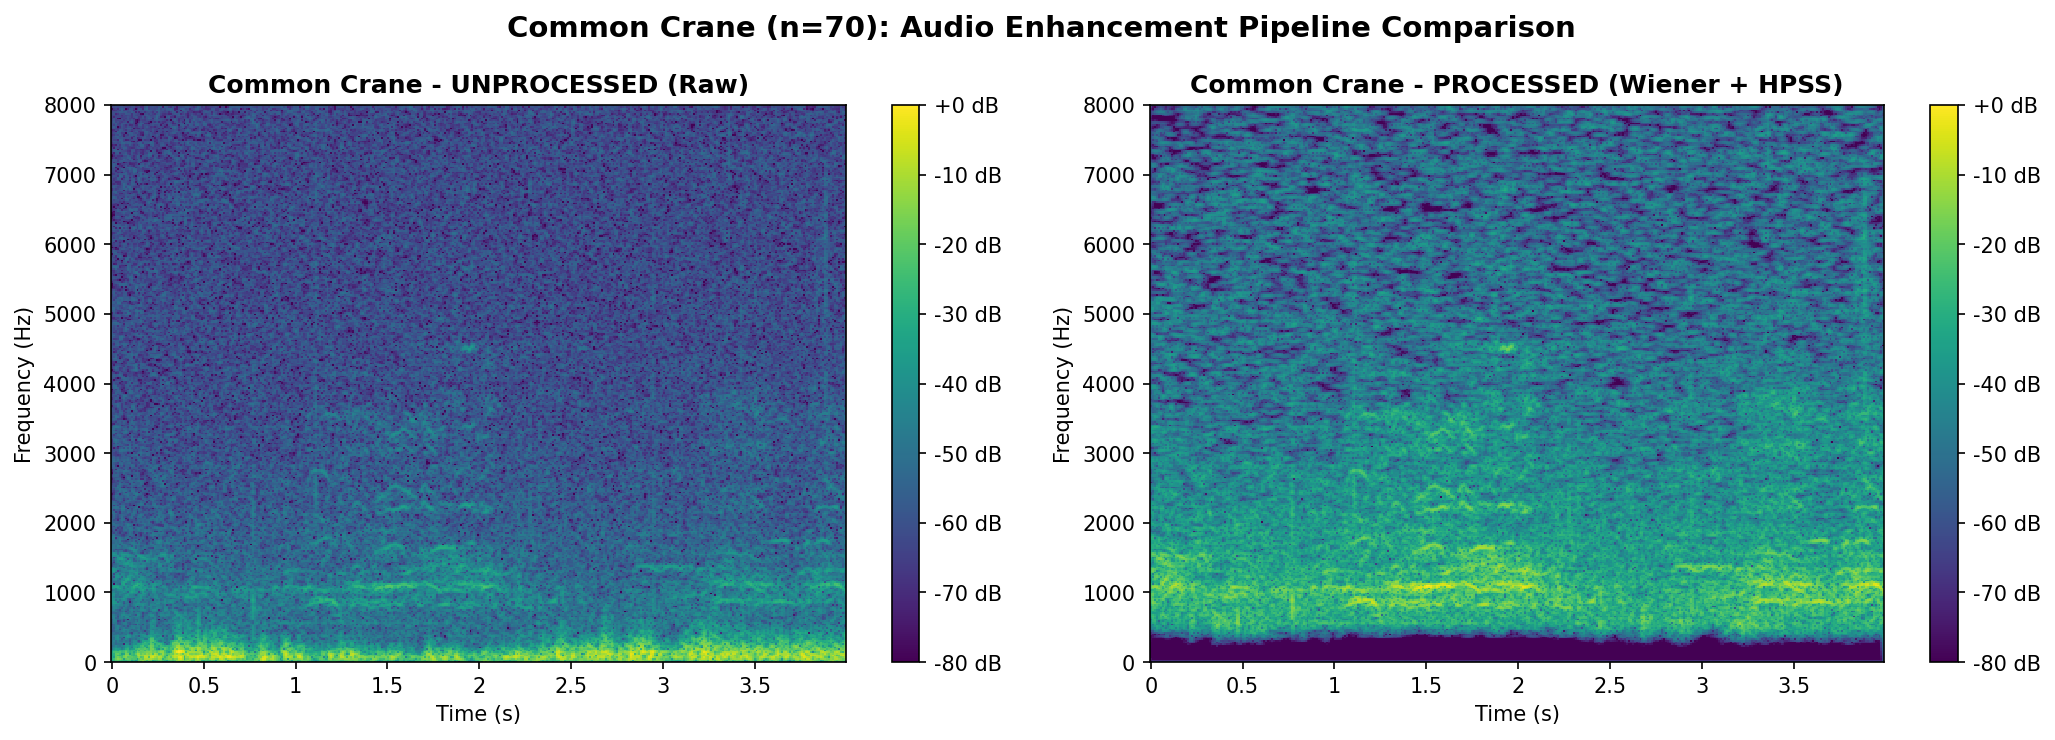 Common Crane (n=70): Audio Enhancement Pipeline Comparison
Common Crane - UNPROCESSED (Raw)
Frequency (Hz)
8000
7000
6000
5000
4000
3000
2000
1000
0
0
0.5
1
1.5
2
2.5
3
3.5
Time (s)
+0 dB
-10 dB
-20 dB
-30 dB
-40 dB
-50 dB
-60 dB
-70 dB
-80 dB
Common Crane - PROCESSED (Wiener + HPSS)
Frequency (Hz)
8000
7000
6000
5000
4000
3000
2000
1000
0
0
0.5
1
1.5
2
2.5
3
3.5
Time (s)
+0 dB
-10 dB
-20 dB
-30 dB
-40 dB
-50 dB
-60 dB
-70 dB
-80 dB